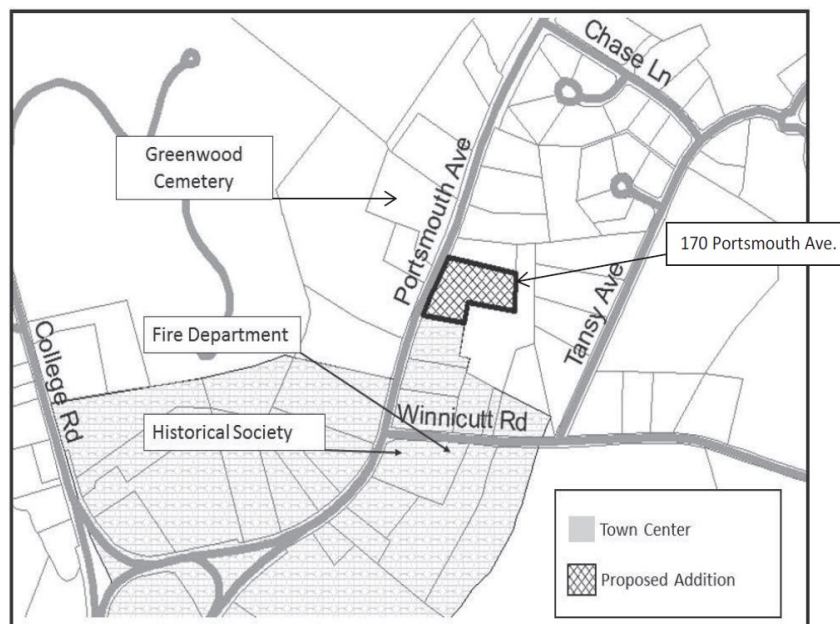 Chase Ln
Greenwood
Cemetery
Portsmouth Ave
170 Portsmouth Ave.
Tansy Ave
College Rd
Fire Department
Historical Society
Winnicutt Rd
Town Center
Proposed Addition